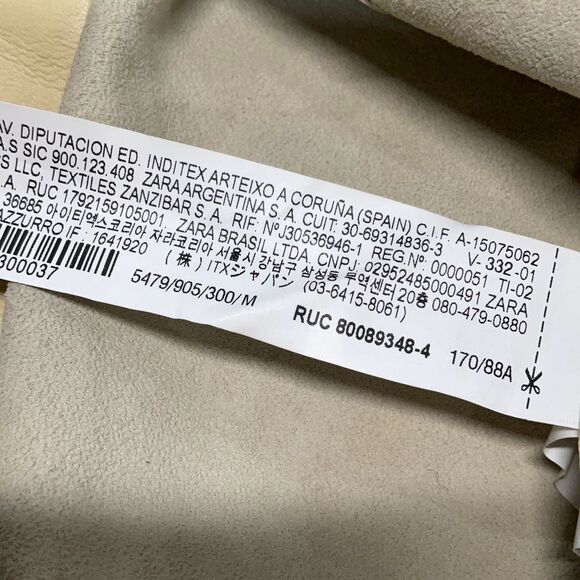 AV. DIPUTACION ED. INDITEX ARTEIXO A CORUÑA (SPAIN) C.I.F. A-15075062
A.S SIC 900.123.408 ZARA ARGENTINA S. A. CUIT. 30-69314836-3 V-332-01
S LLC, TEXTILES ZANZIBAR S. A. RIF. Nº J30536946-1 REG.Nº. 0000051 TI-02
.A. RUC 1792159105001 ZARA BRASIL LTDA. CNPJ. 02952485000491 ZARA
36685 아이티엑스코리아 자라코리아 서울시 강남구 삼성동 무역센터 20층 080-479-0880
AZZURRO IF: 1641920 (株) ITXジャパン (03-6415-8061)
300037
5479/905/300/M
RUC 80089348-4
170/88A